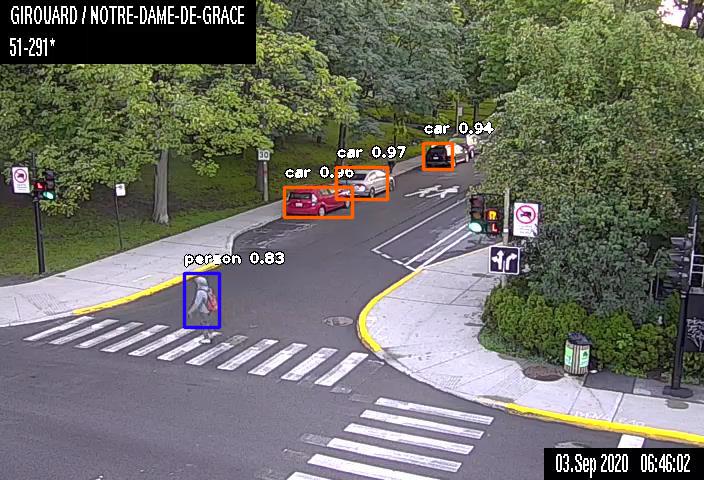 GIROUARD / NOTRE-DAME-DE-GRACE
51-291*
car 0.94
car 0.97
car 0.96
30
person 0.83
03.Sep 2020 06:46:02